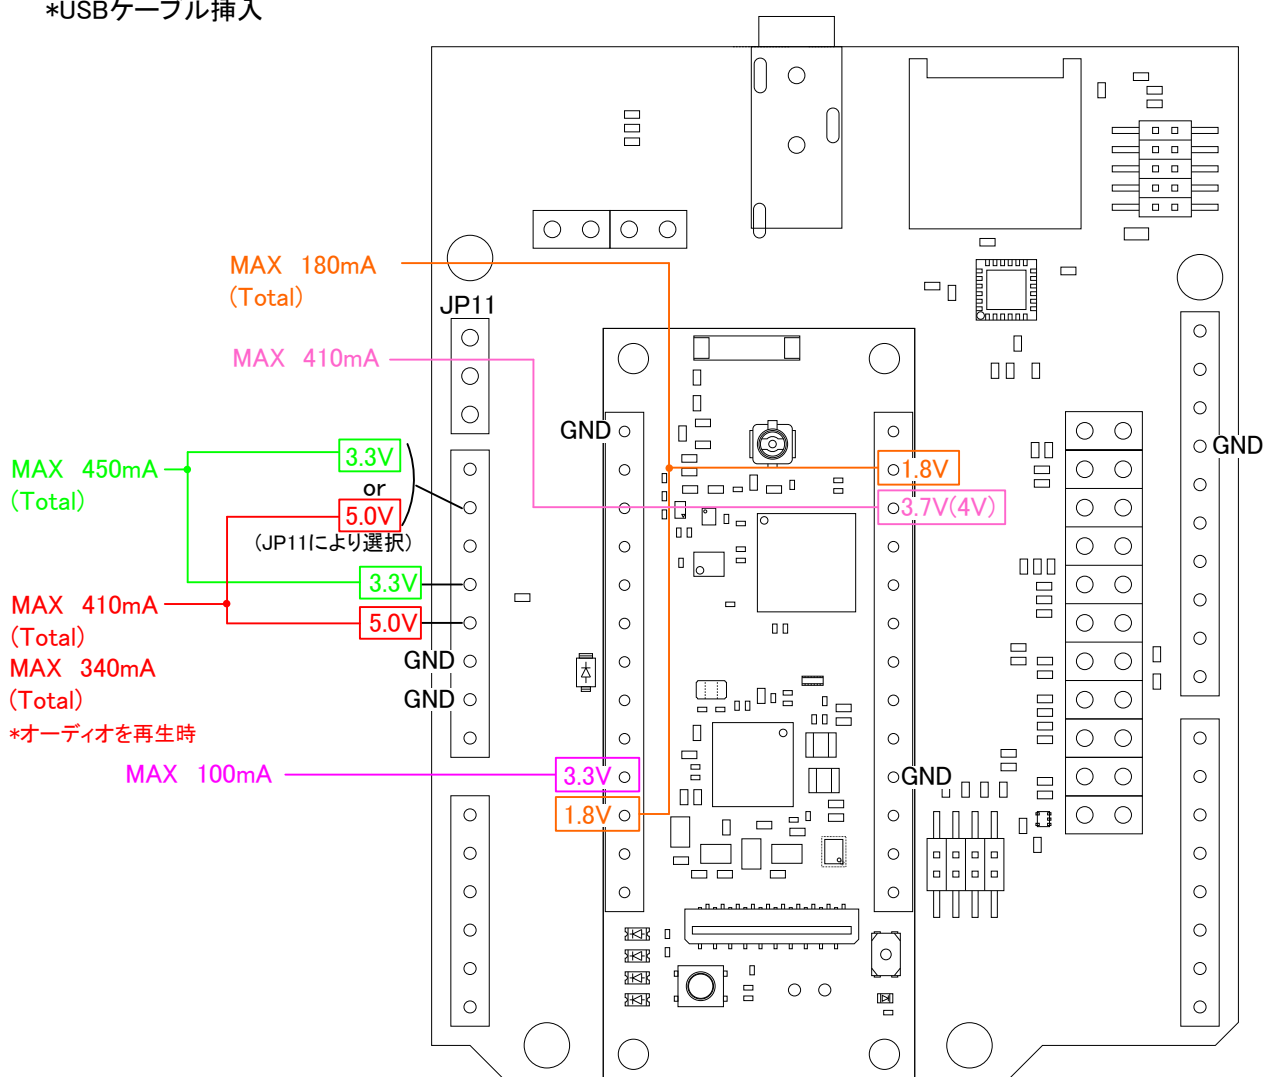 *USBケーブル挿入
MAX 180mA
(Total)
JP11
MAX 410mA
GND
GND
3.3V
1.8V
MAX 450mA
(Total)
or
3.7V(4V)
5.0V
(JP11により選択)
3.3V
MAX 410mA
(Total)
5.0V
GND
MAX 340mA
(Total)
GND
*オーディオを再生時
MAX 100mA
3.3V
GND
1.8V